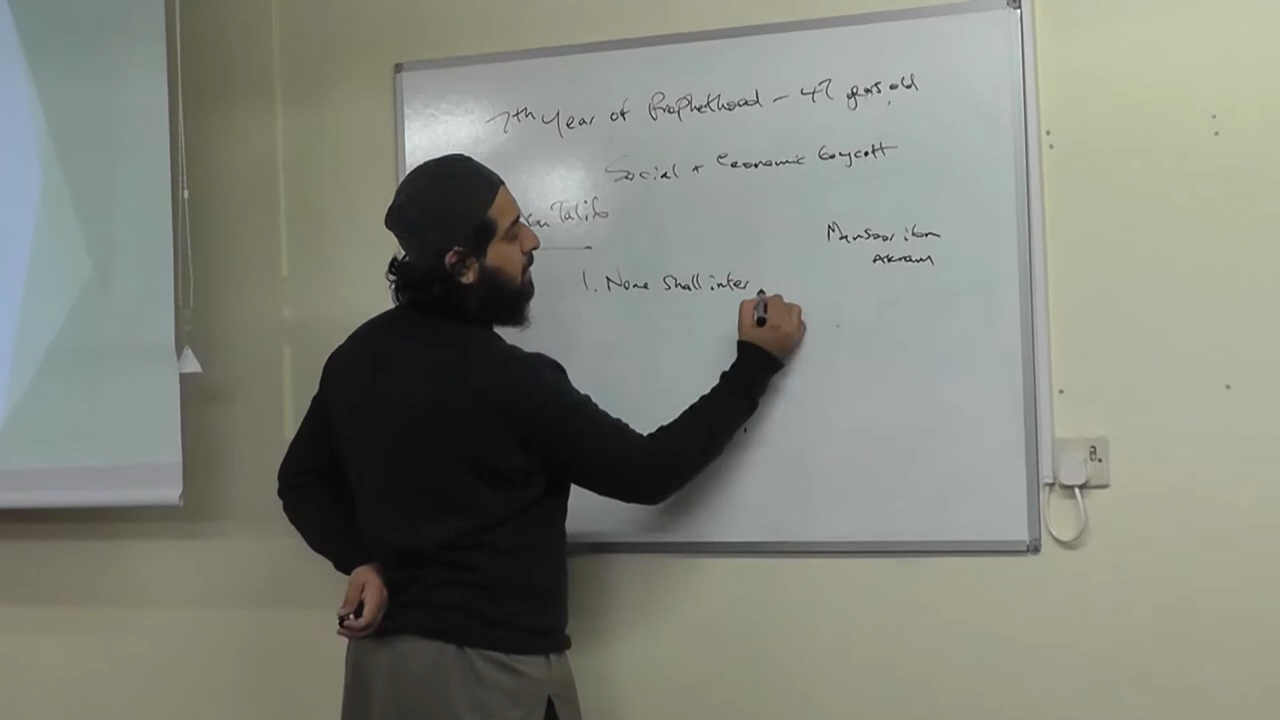 7th Year of Prophethood - 47 years old
Social + economic boycott
Talib
Mansoor ibn
Akram
1. None shall inter